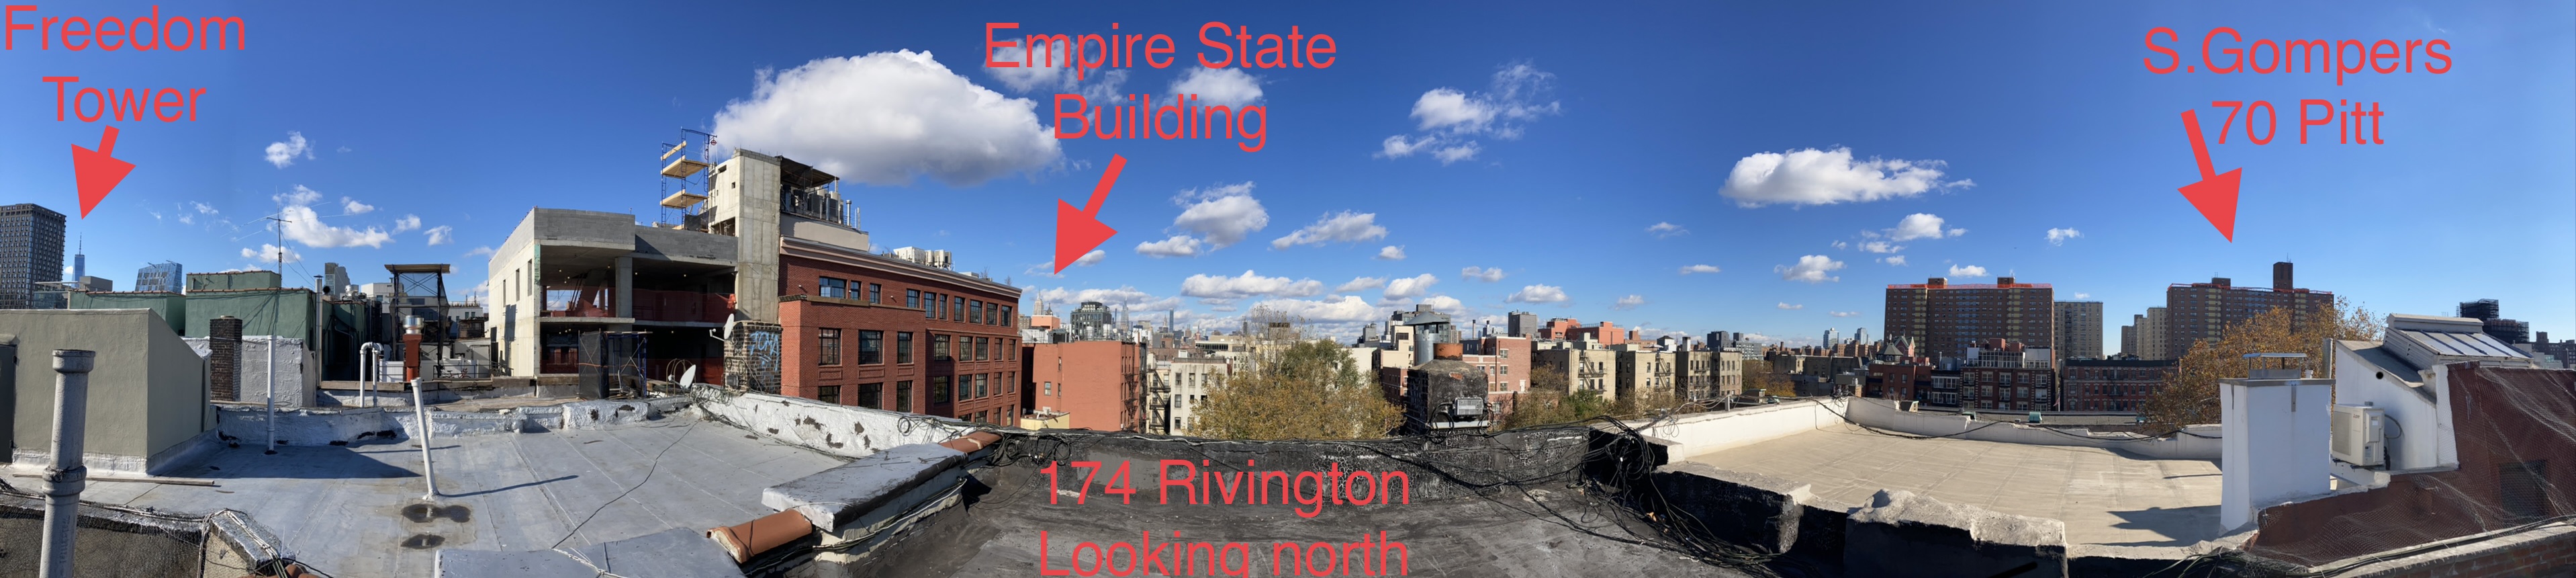 Freedom
Tower
Empire State
Building
S.Gompers
70 Pitt
174 Rivington
Looking north